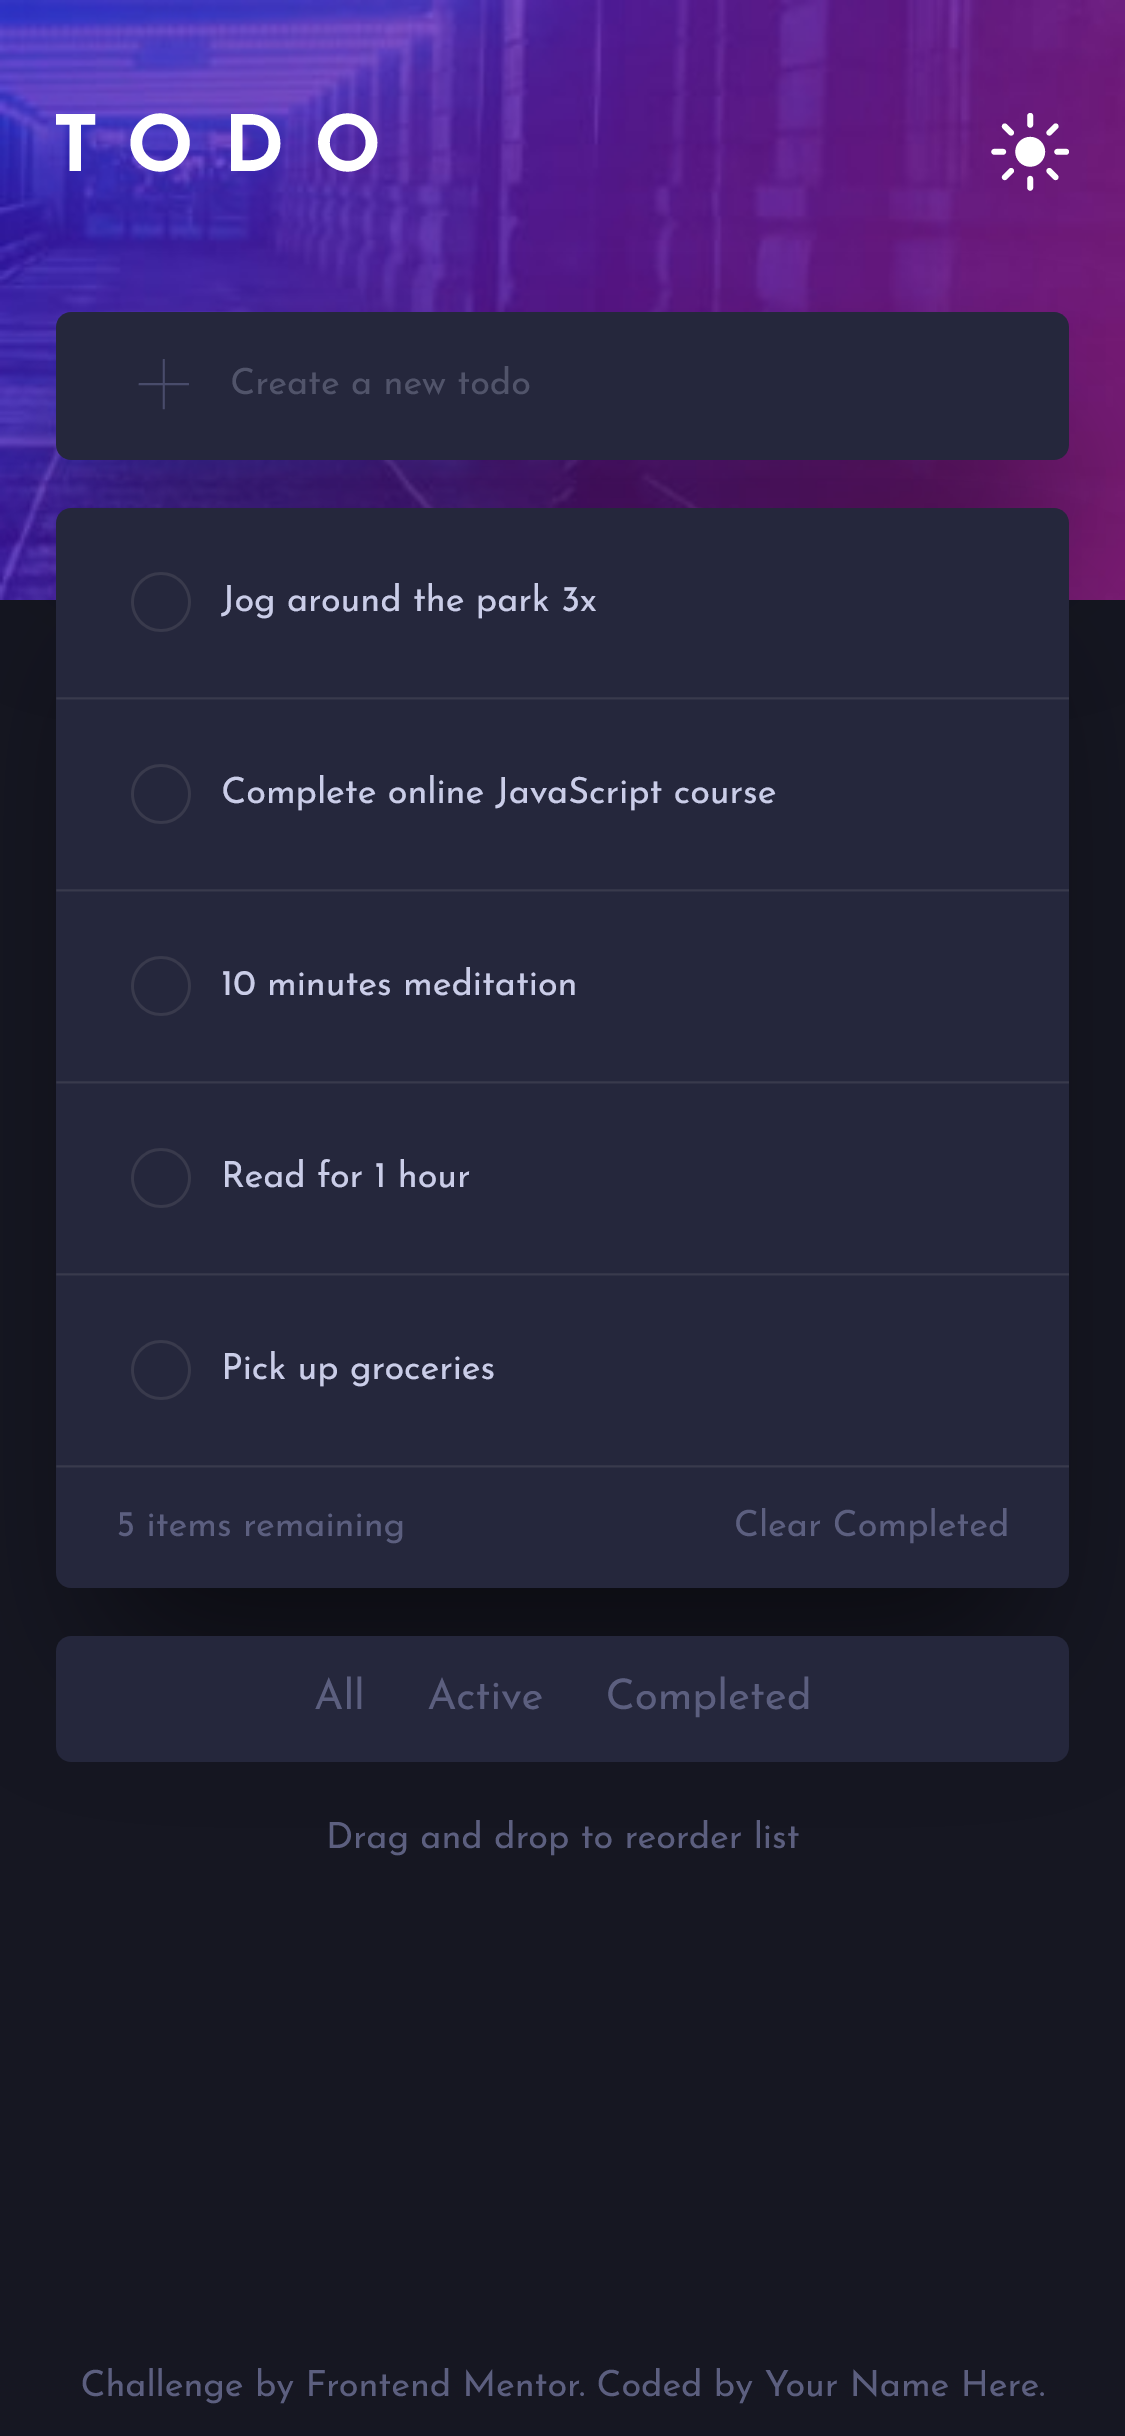 TODO
Create a new todo
Jog around the park 3x
Complete online JavaScript course
10 minutes meditation
Read for 1 hour
Pick up groceries
5 items remaining Clear Completed
All Active Completed
Drag and drop to reorder list
Challenge by Frontend Mentor. Coded by Your Name Here.